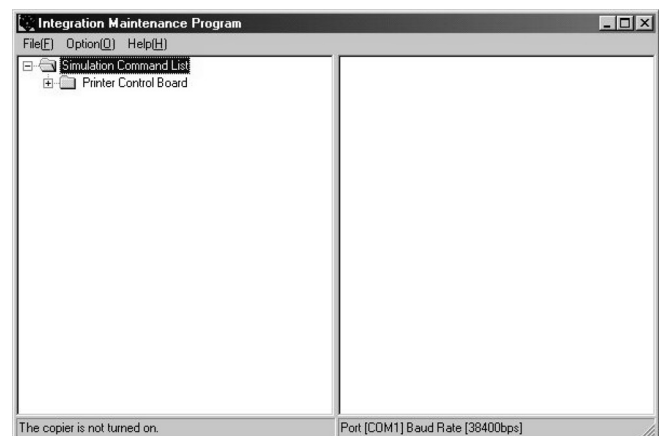 Integration Maintenance Program
File(F) Option(O) Help(H)
Simulation Command List
Printer Control Board
The copier is not turned on.
Port [COM1] Baud Rate [38400bps]